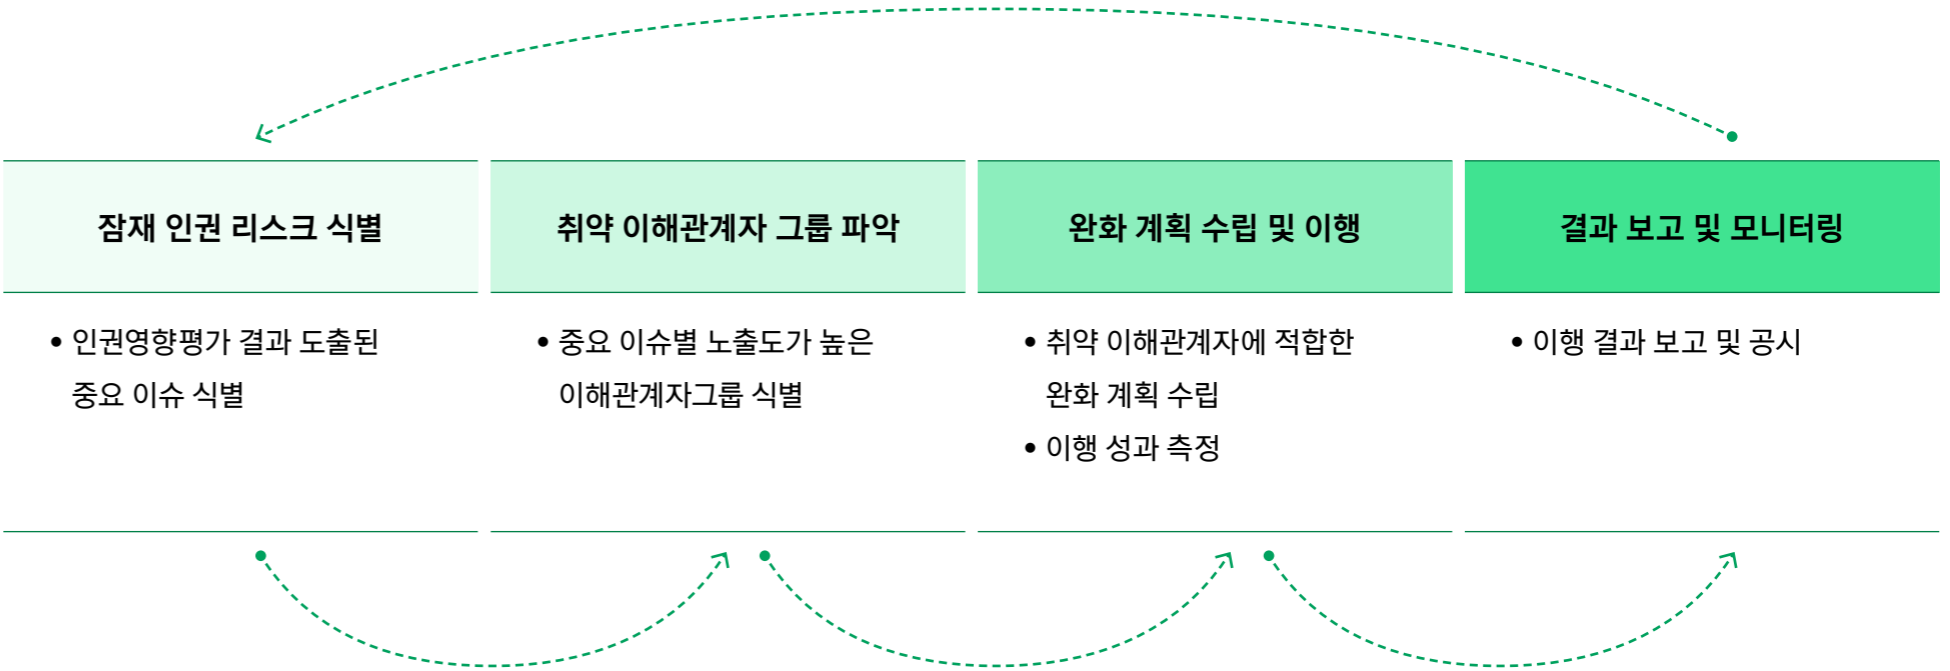 잠재 인권 리스크 식별
• 인권영향평가 결과 도출된
중요 이슈 식별
취약 이해관계자 그룹 파악
• 중요 이슈별 노출도가 높은
이해관계자그룹 식별
완화 계획 수립 및 이행
• 취약 이해관계자에 적합한
완화 계획 수립
• 이행 성과 측정
결과 보고 및 모니터링
• 이행 결과 보고 및 공시